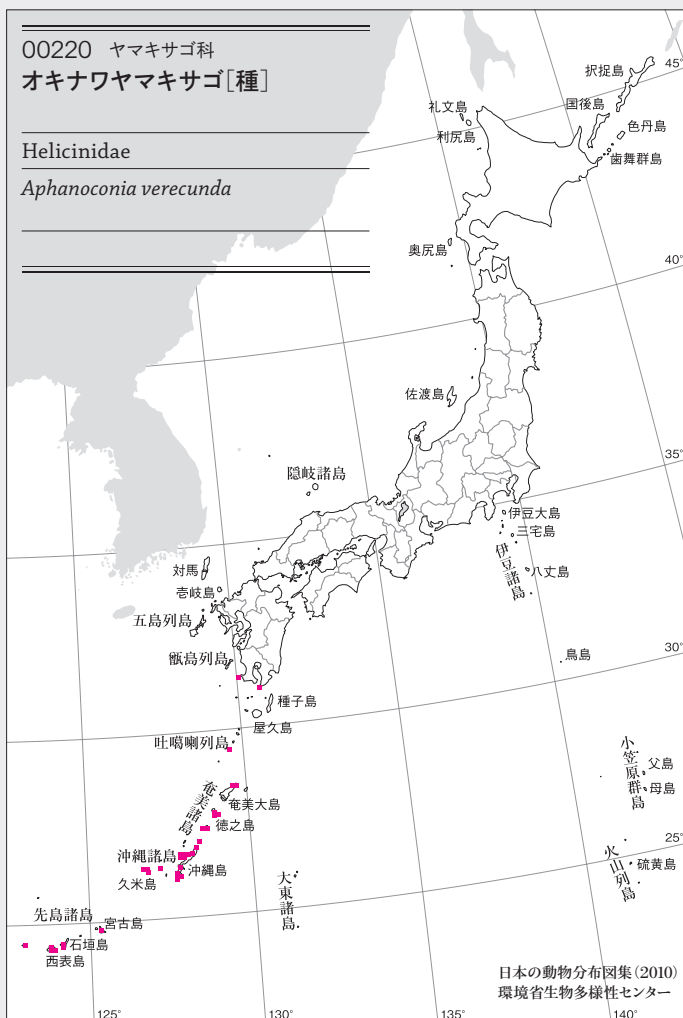 00220 ヤマキサゴ科
オキナワヤマキサゴ[種]
Helicinidae
Aphanoconia verecunda
択捉島
45°
礼文島
国後島
色丹島
利尻島
歯舞群島
奥尻島
40°
佐渡島
35°
隠岐諸島
伊豆大島
三宅島
伊豆諸島
八丈島
対馬
壱岐島
五島列島
甑島列島
鳥島
30°
種子島
屋久島
吐噶喇列島
小笠原群島
父島
母島
奄美諸島
奄美大島
徳之島
25°
沖縄諸島
沖縄島
久米島
大東諸島
火山列島
硫黄島
先島諸島
宮古島
石垣島
西表島
日本の動物分布図集(2010)
環境省生物多様性センター
125°
130°
135°
140°